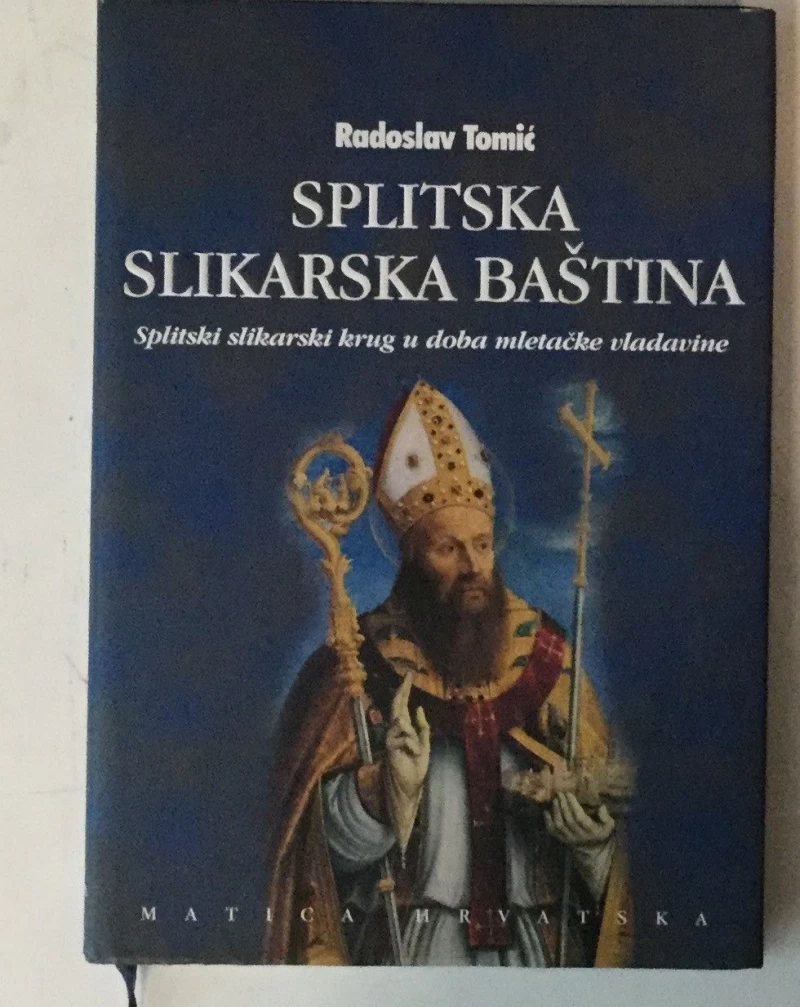 Radoslav Tomić
SPLITSKA
SLIKARSKA BAŠTINA
Splitski slikarski krug u doba mletačke vladavine
MATICA HRVATSKA